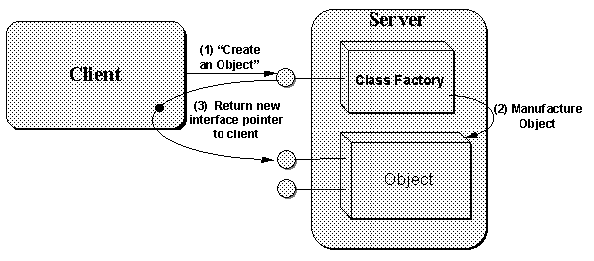 Server
Client
(1) “Create
an Object”
Class Factory
(3) Return new
interface pointer
to client
(2) Manufacture
Object
Object